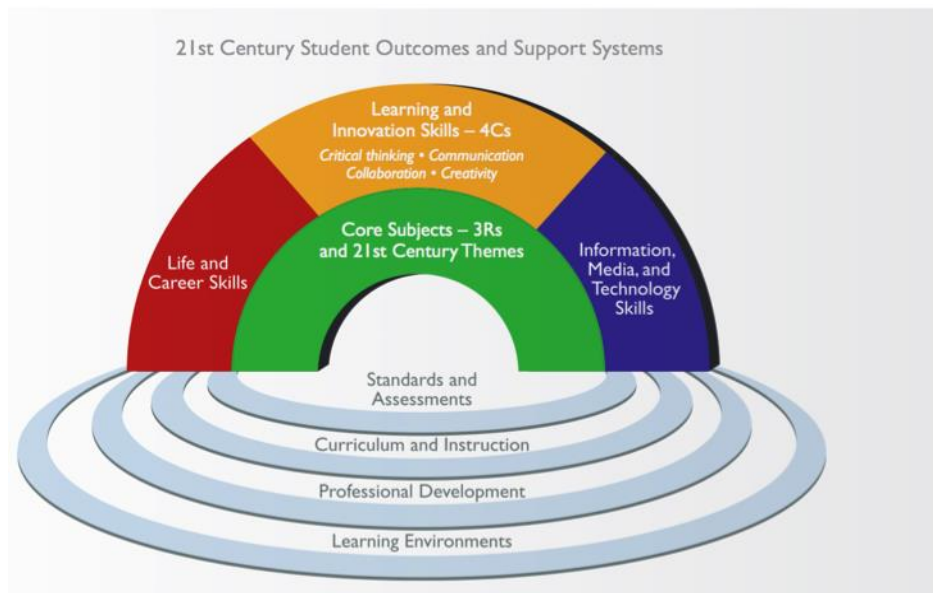 21st Century Student Outcomes and Support Systems
Learning and
Innovation Skills – 4Cs
Critical thinking • Communication
Collaboration • Creativity
Core Subjects – 3Rs
and 21st Century Themes
Life and
Career Skills
Information,
Media, and
Technology
Skills
Standards and
Assessments
Curriculum and Instruction
Professional Development
Learning Environments